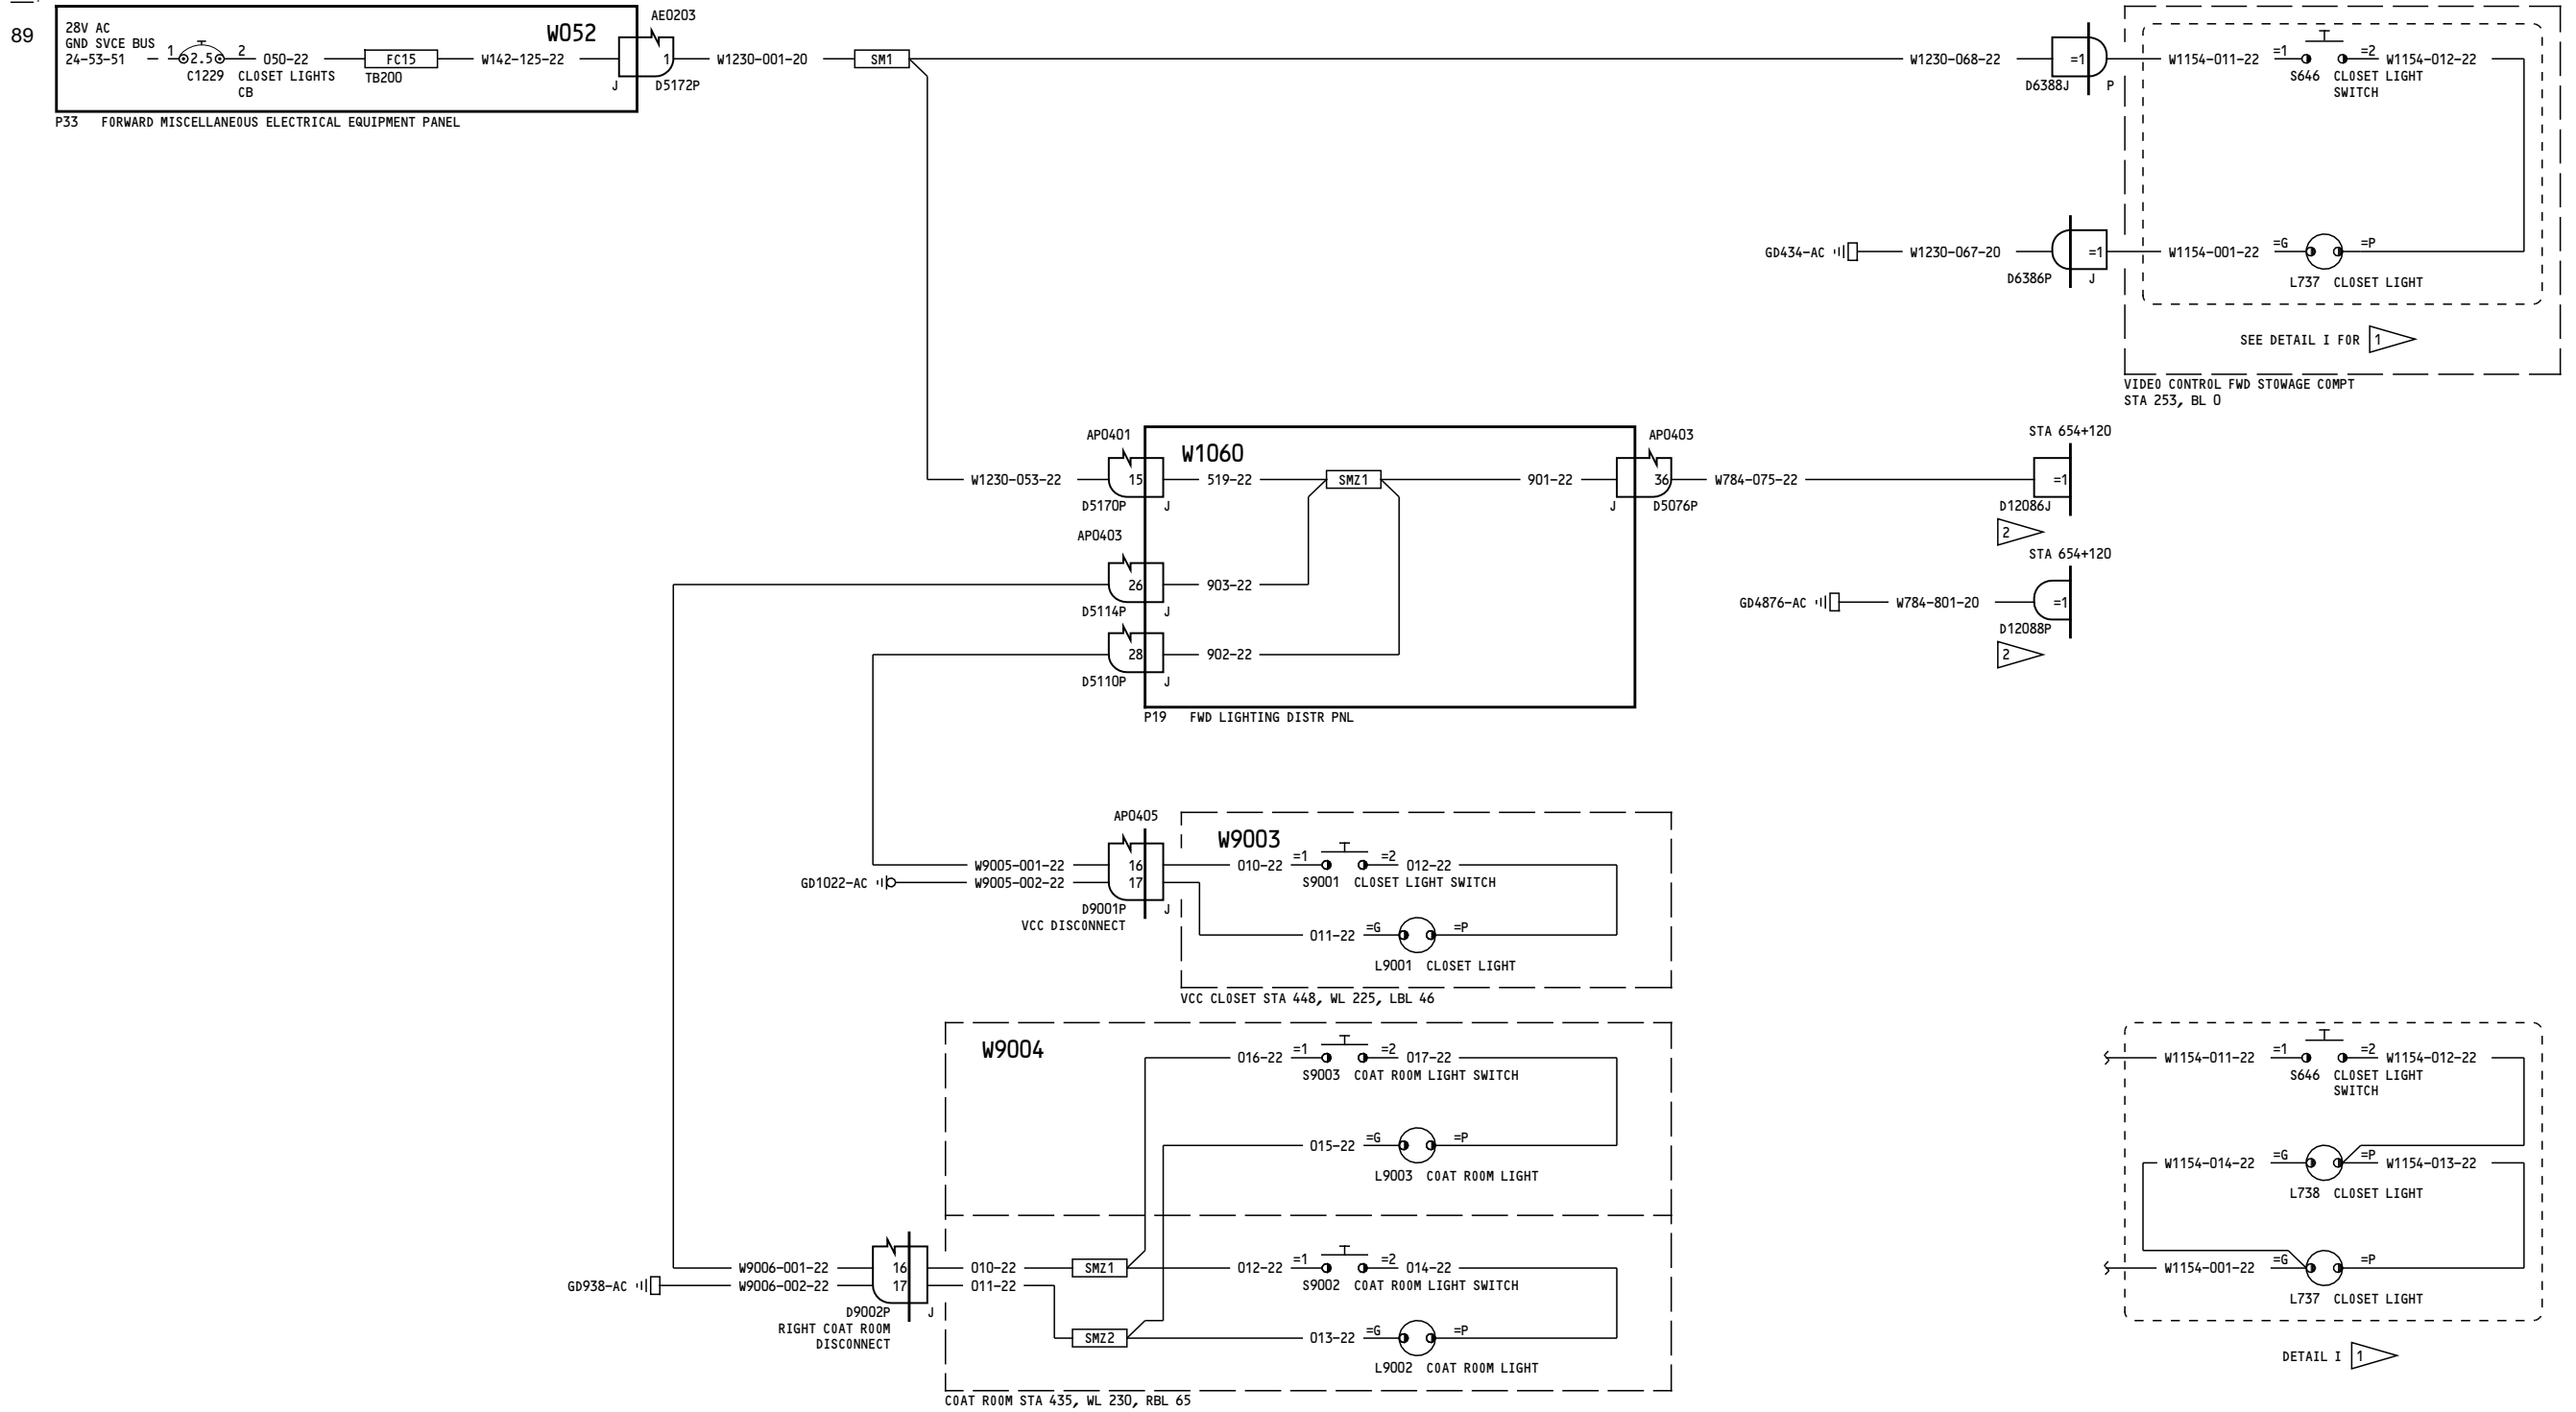 89
28V AC
GND SVCE BUS
24-53-51
1 2.5 2
C1229
050-22
CLOSET LIGHTS
CB
FC15
TB200
W142-125-22
W052
J
AE0203
1
D5172P
P33 FORWARD MISCELLANEOUS ELECTRICAL EQUIPMENT PANEL
W1230-001-20
SM1
W1230-068-22
=1
D6388J P
W1154-011-22
=1 =2
S646 CLOSET LIGHT
SWITCH
W1154-012-22
GD434-AC
W1230-067-20
=1
D6386P J
W1154-001-22
=G =P
L737 CLOSET LIGHT
SEE DETAIL I FOR 1
VIDEO CONTROL FWD STOWAGE COMPT
STA 253, BL 0
W1230-053-22
AP0401
15
D5170P J
W1060
519-22
SMZ1
901-22
AP0403
36
J D5076P
W784-075-22
STA 654+120
=1
D12086J
2
AP0403
26
D5114P J
903-22
28
D5110P J
902-22
P19 FWD LIGHTING DISTR PNL
STA 654+120
GD4876-AC
W784-801-20
=1
D12088P
2
AP0405
W9005-001-22
16
GD1022-AC
W9005-002-22
17
D9001P J
VCC DISCONNECT
W9003
010-22
=1 =2
012-22
S9001 CLOSET LIGHT SWITCH
011-22
=G =P
L9001 CLOSET LIGHT
VCC CLOSET STA 448, WL 225, LBL 46
W9004
016-22
=1 =2
017-22
S9003 COAT ROOM LIGHT SWITCH
015-22
=G =P
L9003 COAT ROOM LIGHT
W9006-001-22
16
010-22
SMZ1
012-22
=1 =2
014-22
S9002 COAT ROOM LIGHT SWITCH
GD938-AC
W9006-002-22
17
011-22
D9002P J
RIGHT COAT ROOM
DISCONNECT
SMZ2
013-22
=G =P
L9002 COAT ROOM LIGHT
COAT ROOM STA 435, WL 230, RBL 65
W1154-011-22
=1 =2
W1154-012-22
S646 CLOSET LIGHT
SWITCH
W1154-014-22
=G =P
W1154-013-22
L738 CLOSET LIGHT
W1154-001-22
=G =P
L737 CLOSET LIGHT
DETAIL I 1